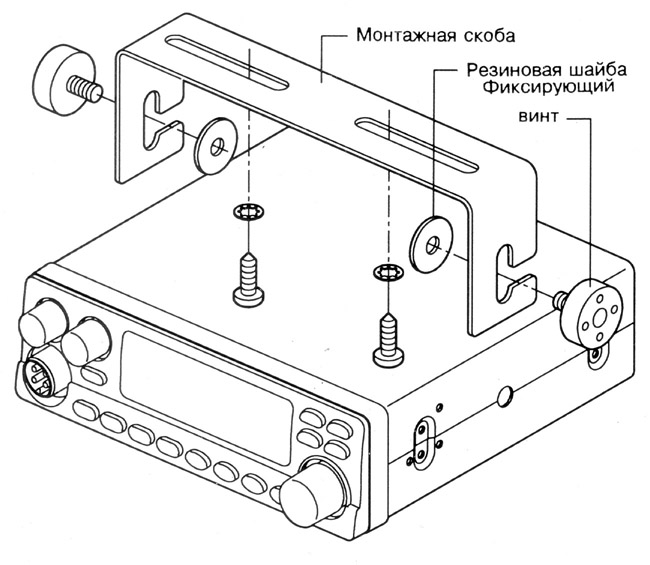 Монтажная скоба
Резиновая шайба
Фиксирующий
винт